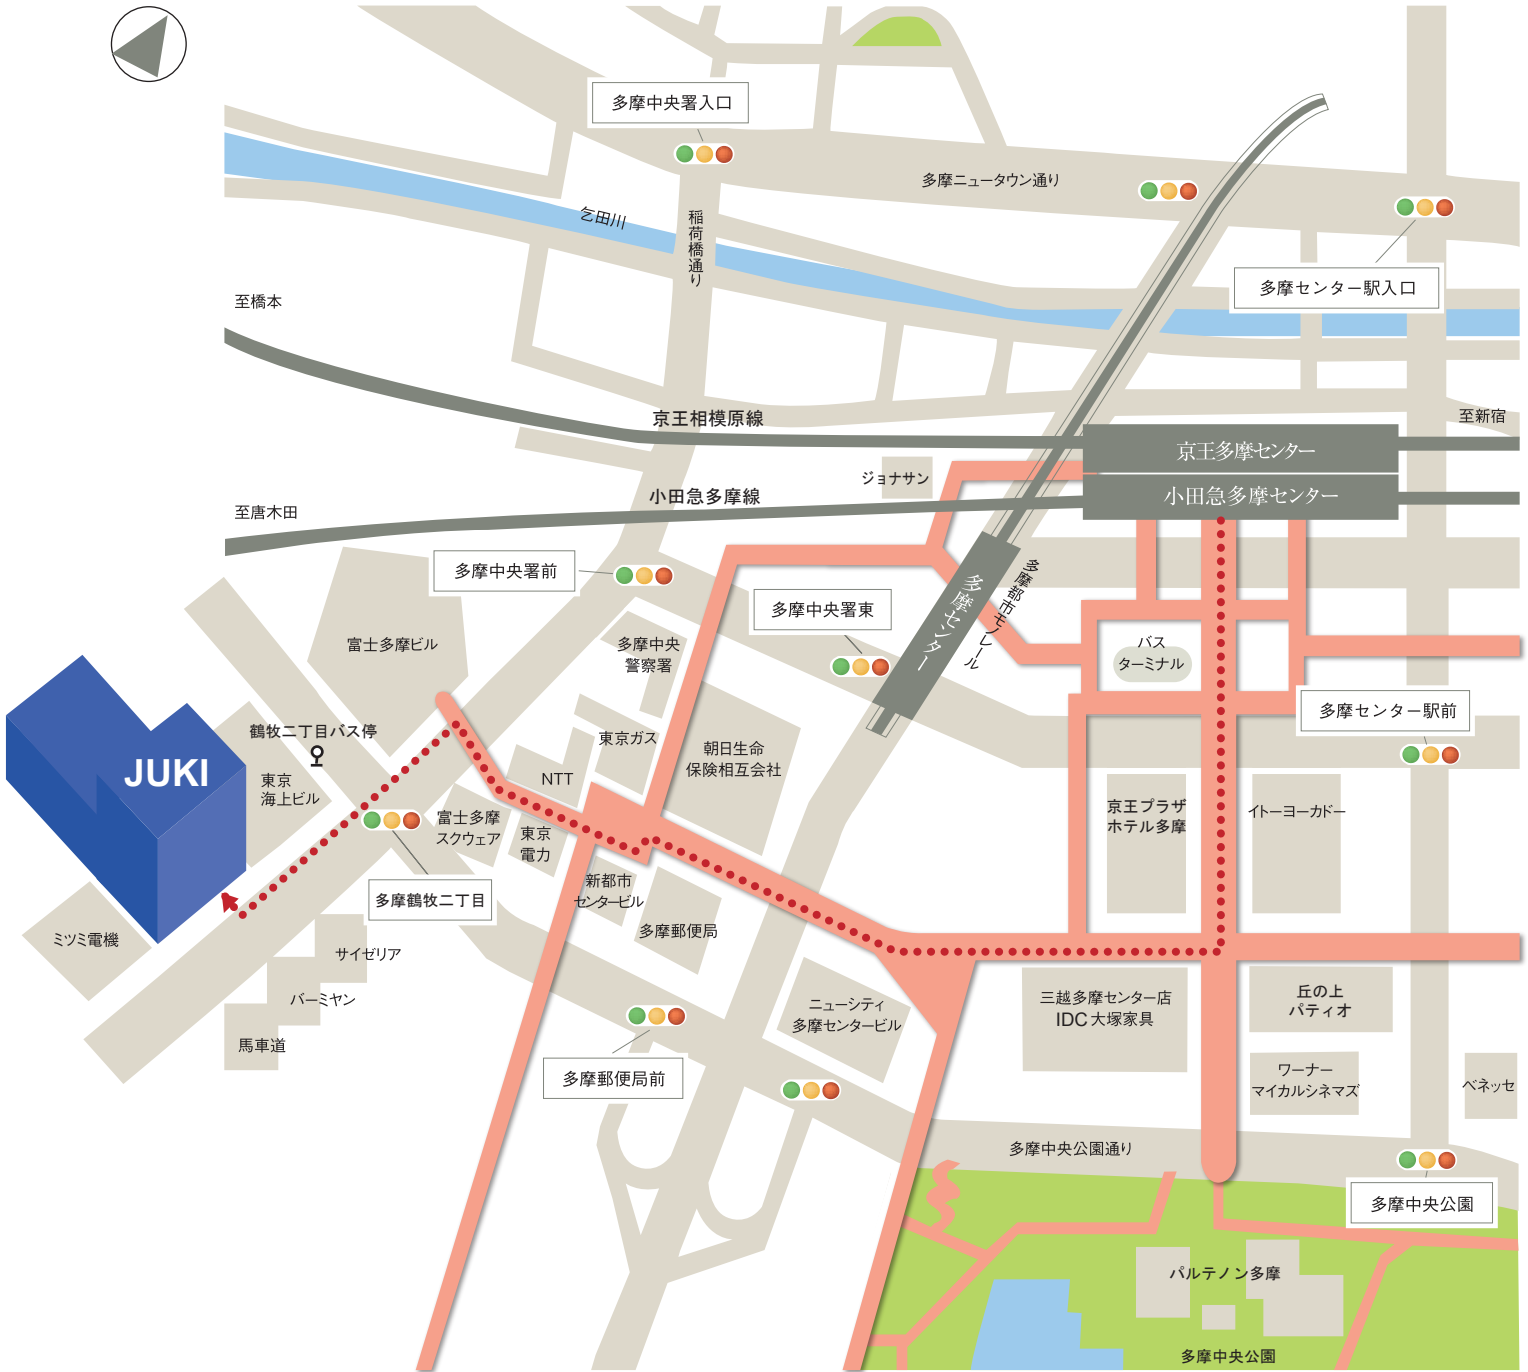 多摩中央署入口
多摩ニュータウン通り
乞田川
稲荷橋通り
多摩センター駅入口
至橋本
京王相模原線
至新宿
京王多摩センター
ジョナサン
小田急多摩線
小田急多摩センター
至唐木田
多摩中央署前
多摩都市モノレール
多摩センター
多摩中央署東
多摩中央
警察署
富士多摩ビル
バス
ターミナル
多摩センター駅前
鶴牧二丁目バス停
東京ガス
朝日生命
保険相互会社
JUKI
東京
海上ビル
NTT
京王プラザ
ホテル多摩
イトーヨーカドー
富士多摩
スクウェア
東京
電力
新都市
センタービル
多摩鶴牧二丁目
多摩郵便局
ミツミ電機
サイゼリア
バーミヤン
馬車道
ニューシティ
多摩センタービル
三越多摩センター店
IDC大塚家具
丘の上
パティオ
ワーナー
マイカルシネマズ
ベネッセ
多摩郵便局前
多摩中央公園通り
多摩中央公園
パルテノン多摩
多摩中央公園